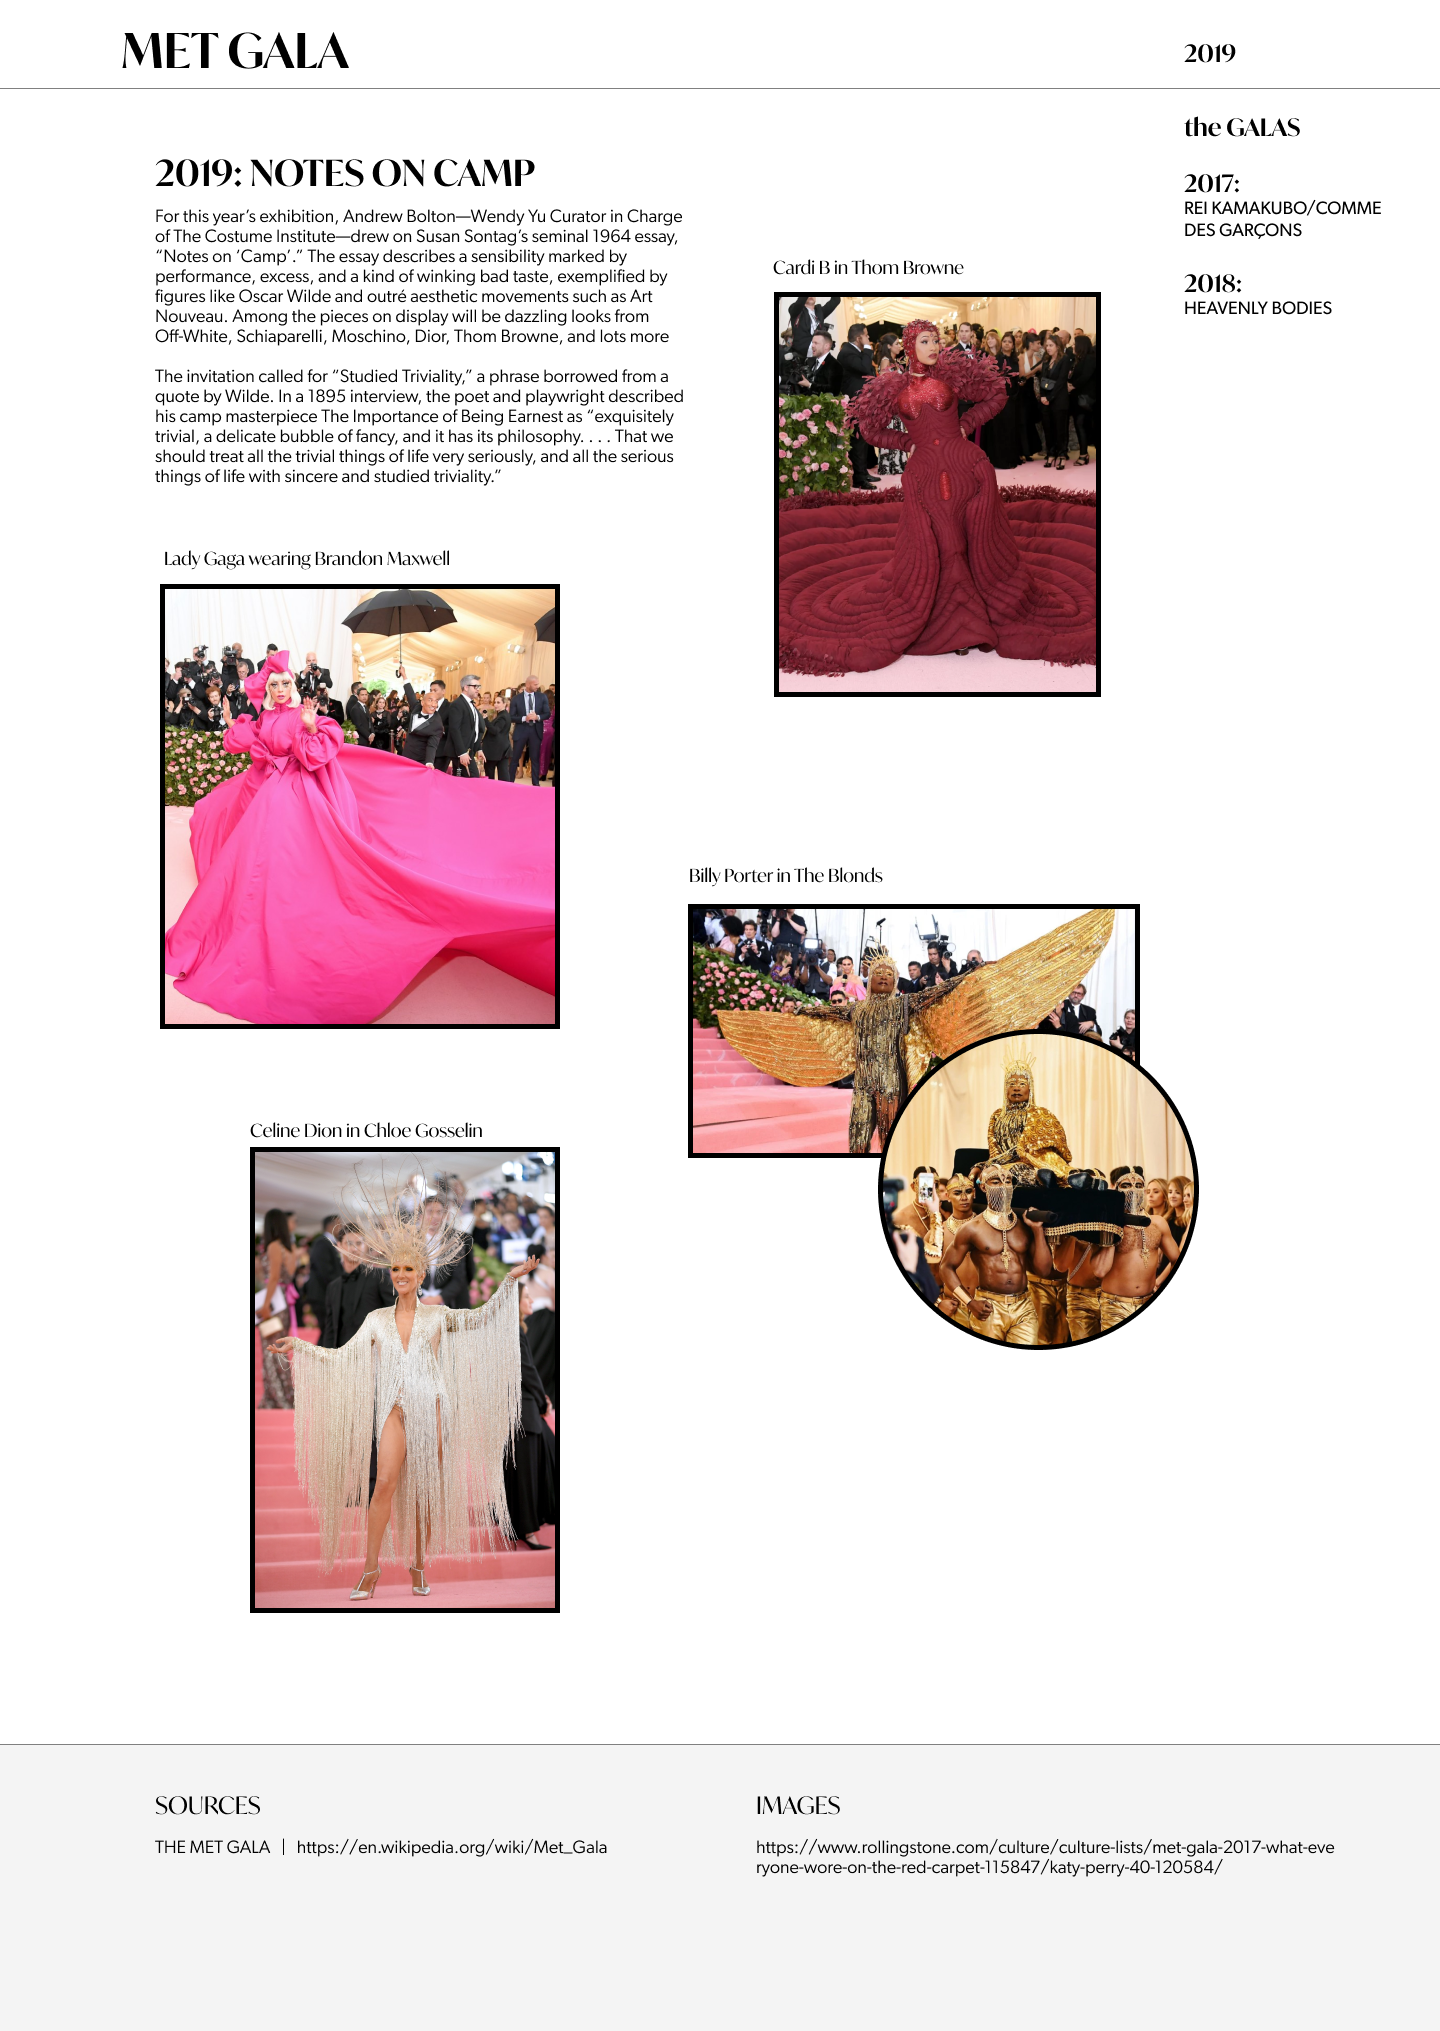 MET GALA
2019
the GALAS
2017:
REI KAMAKUBO/COMME
DES GARÇONS
2018:
HEAVENLY BODIES
2019: NOTES ON CAMP
For this year’s exhibition, Andrew Bolton—Wendy Yu Curator in Charge
of The Costume Institute—drew on Susan Sontag’s seminal 1964 essay,
“Notes on ‘Camp’.” The essay describes a sensibility marked by
performance, excess, and a kind of winking bad taste, exemplified by
figures like Oscar Wilde and outré aesthetic movements such as Art
Nouveau. Among the pieces on display will be dazzling looks from
Off-White, Schiaparelli, Moschino, Dior, Thom Browne, and lots more
The invitation called for “Studied Triviality,” a phrase borrowed from a
quote by Wilde. In a 1895 interview, the poet and playwright described
his camp masterpiece The Importance of Being Earnest as “exquisitely
trivial, a delicate bubble of fancy, and it has its philosophy. . . . That we
should treat all the trivial things of life very seriously, and all the serious
things of life with sincere and studied triviality.”
Cardi B in Thom Browne
Lady Gaga wearing Brandon Maxwell
Billy Porter in The Blonds
Celine Dion in Chloe Gosselin
SOURCES
THE MET GALA | https://en.wikipedia.org/wiki/Met_Gala
IMAGES
https://www.rollingstone.com/culture/culture-lists/met-gala-2017-what-eve
ryone-wore-on-the-red-carpet-115847/katy-perry-40-120584/